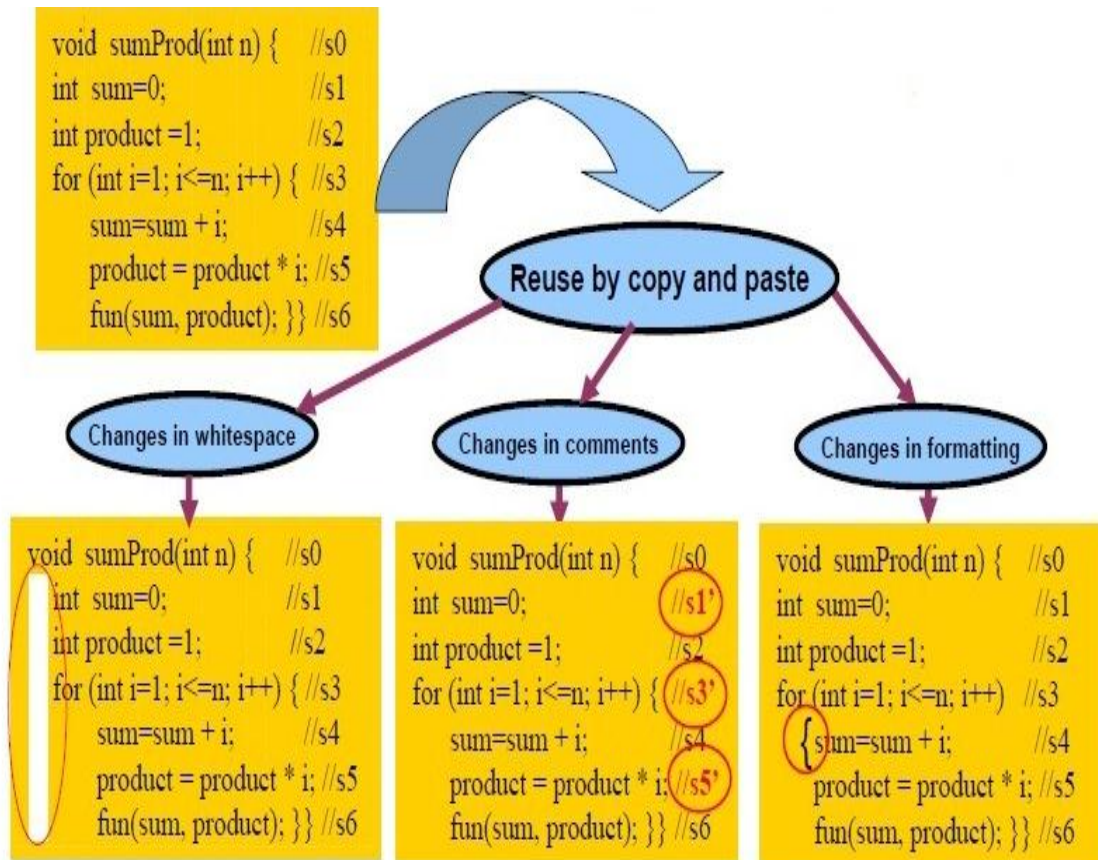 void sumProd(int n) { //s0
int sum=0; //s1
int product =1; //s2
for (int i=1; i<=n; i++) { //s3
sum=sum + i; //s4
product = product * i; //s5
fun(sum, product); }} //s6
Reuse by copy and paste
Changes in whitespace
Changes in comments
Changes in formatting
void sumProd(int n) { //s0
int sum=0; //s1
int product =1; //s2
for (int i=1; i<=n; i++) { //s3
sum=sum + i; //s4
product = product * i; //s5
fun(sum, product); }} //s6
void sumProd(int n) { //s0
int sum=0; //s1’
int product =1; //s2
for (int i=1; i<=n; i++) { //s3’
sum=sum + i; //s4
product = product * i; //s5’
fun(sum, product); }} //s6
void sumProd(int n) { //s0
int sum=0; //s1
int product =1; //s2
for (int i=1; i<=n; i++) //s3
{ sum=sum + i; //s4
product = product * i; //s5
fun(sum, product); }} //s6